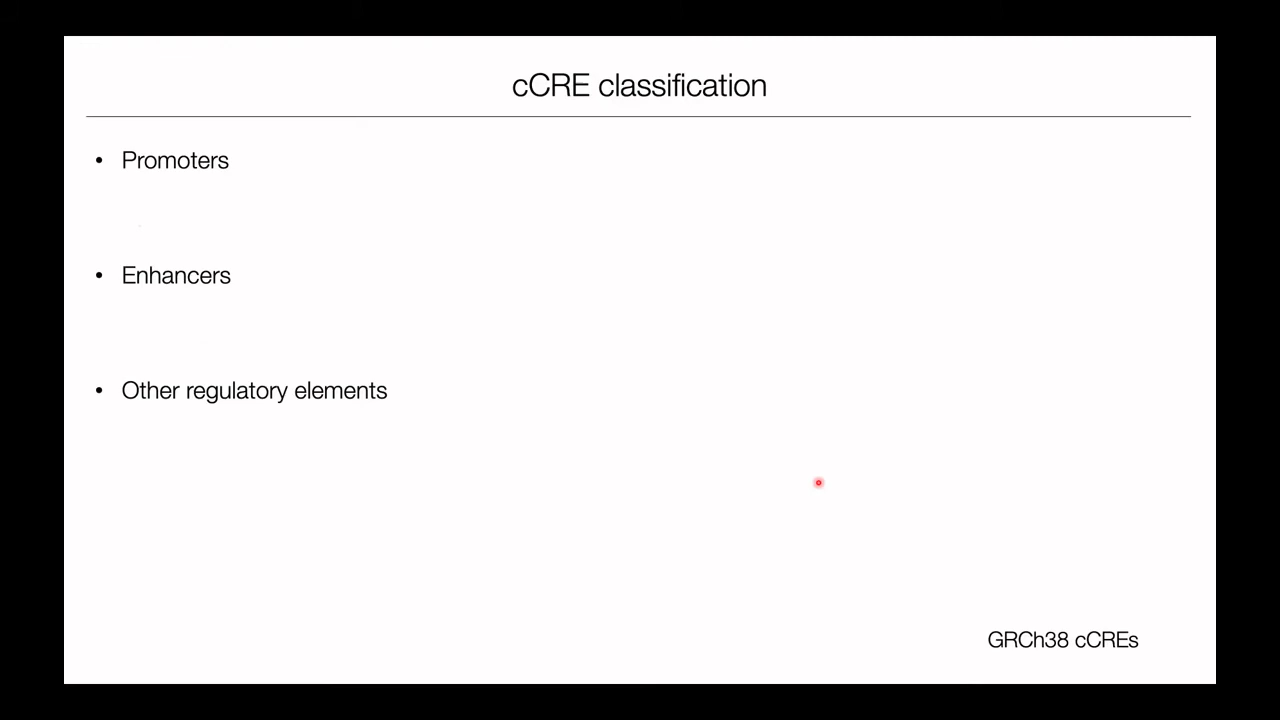 cCRE classification
• Promoters
• Enhancers
• Other regulatory elements
GRCh38 cCREs